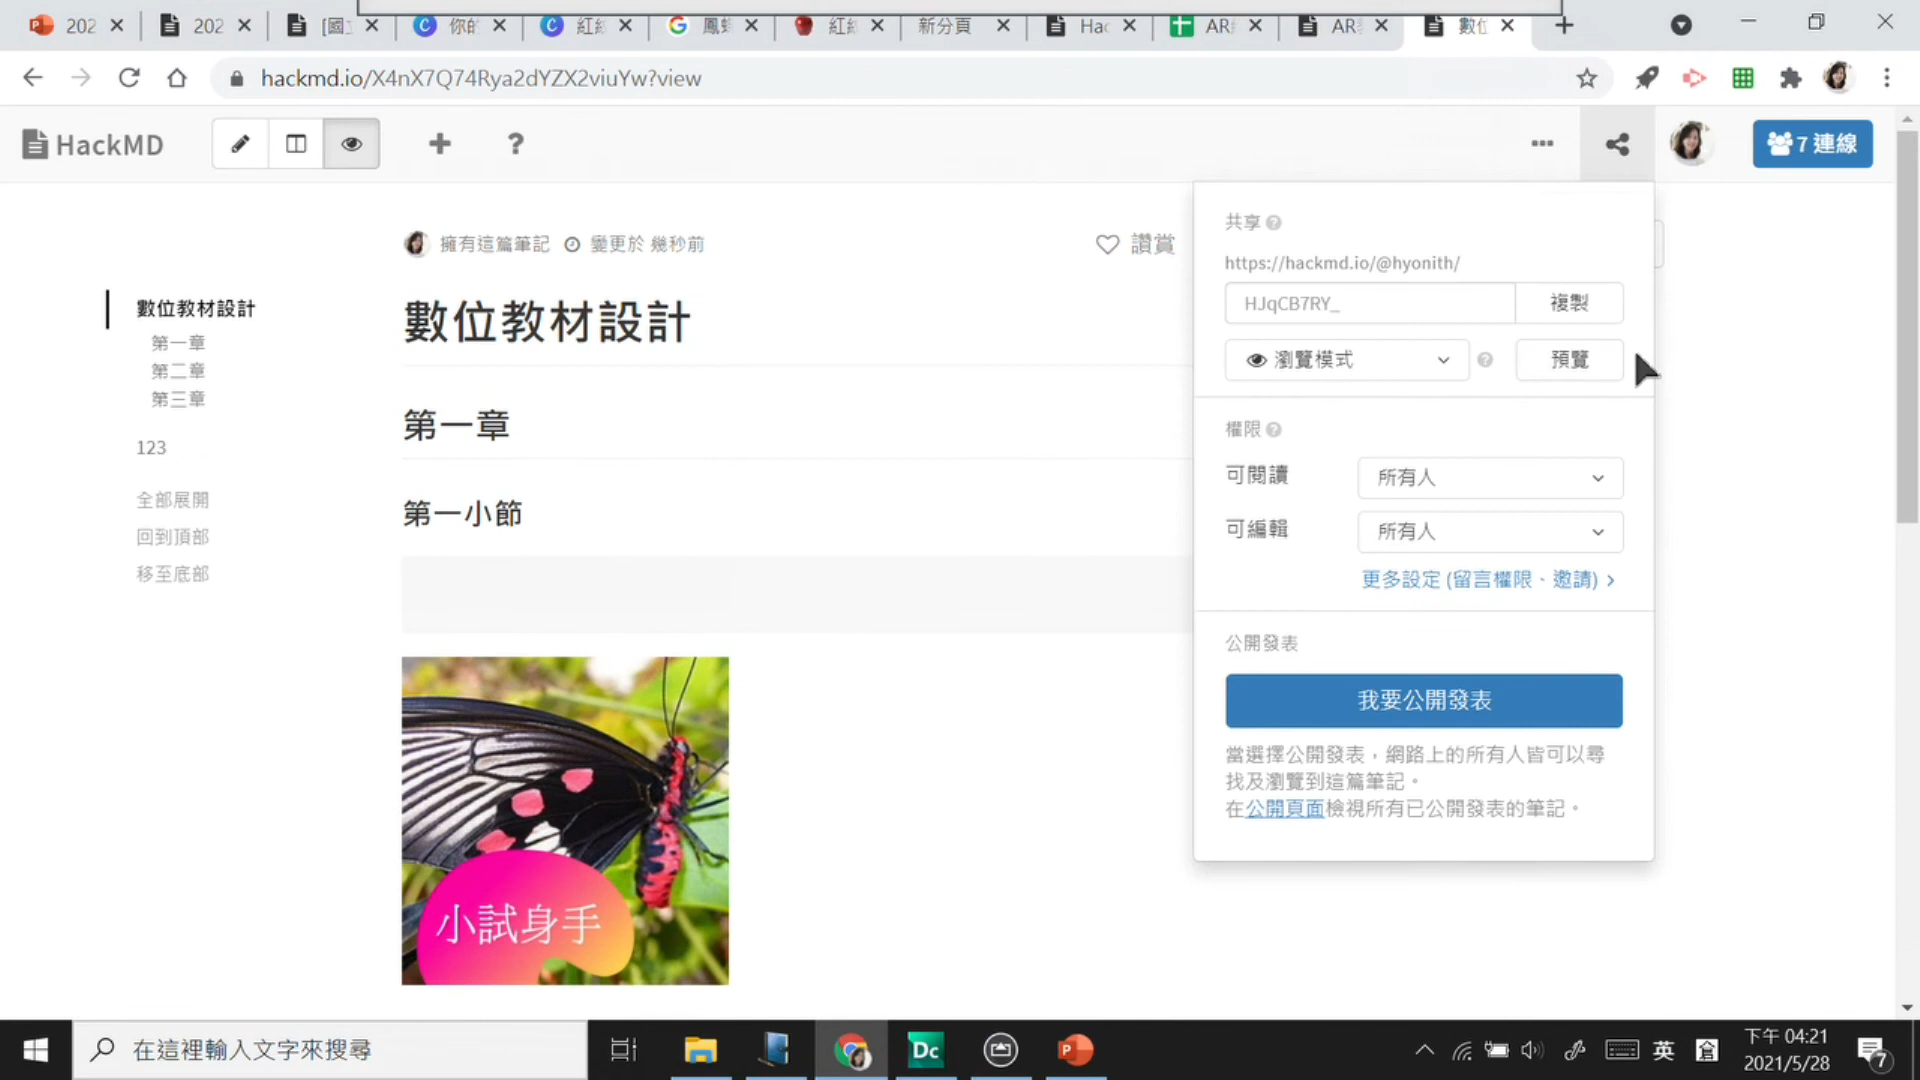 202
202
[國
你的
紅
鳳
紅
新分頁
Hac
AR
AR
數位
hackmd.io/X4nX7Q74Rya2dYZX2viuYw?view
HackMD
7 連線
擁有這篇筆記 變更於 幾秒前
讚賞
數位教材設計
第一章
第二章
第三章
123
全部展開
回到頂部
移至底部
數位教材設計
第一章
第一小節
小試身手
共享
https://hackmd.io/@hyonith/
HJqCB7RY_
複製
瀏覽模式
預覽
權限
可閱讀
所有人
可編輯
所有人
更多設定 (留言權限、邀請)
公開發表
我要公開發表
當選擇公開發表，網路上的所有人皆可以尋
找及瀏覽到這篇筆記。
在公開頁面檢視所有已公開發表的筆記。
在這裡輸入文字來搜尋
Dc
英
倉
下午 04:21
2021/5/28
7